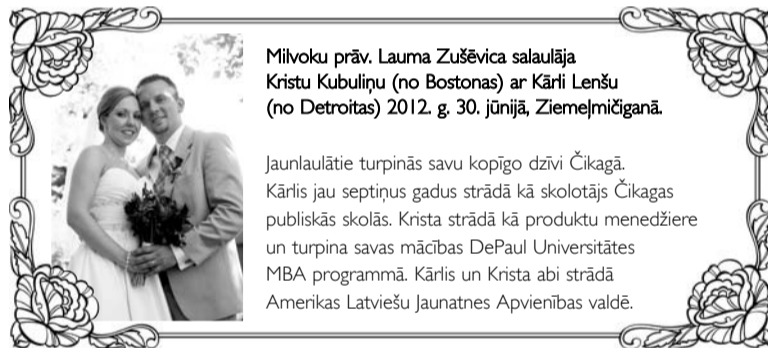 Milvoku prāv. Lauma Zušēvica salaulāja
Kristu Kubuliņu (no Bostonas) ar Kārli Lenšu
(no Detroitas) 2012. g. 30. jūnijā, Ziemeļmičiganā.
Jaunlaulātie turpinās savu kopīgo dzīvi Čikagā.
Kārlis jau septiņus gadus strādā kā skolotājs Čikagas
publiskās skolās. Krista strādā kā produktu menedžiere
un turpina savas mācības DePaul Universitātes
MBA programmā. Kārlis un Krista abi strādā
Amerikas Latviešu Jaunatnes Apvienības valdē.